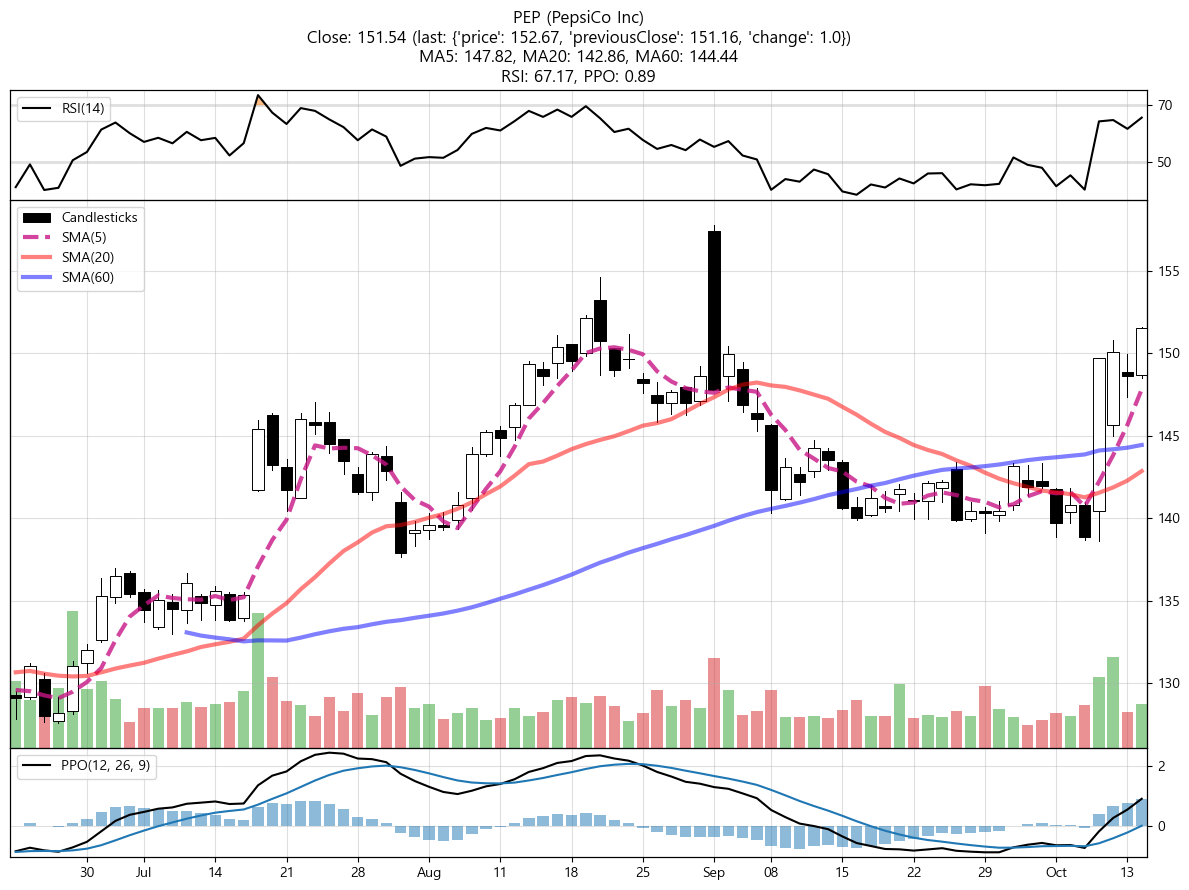 PEP (PepsiCo Inc)
Close: 151.54 (last: {'price': 152.67, 'previousClose': 151.16, 'change': 1.0})
MA5: 147.82, MA20: 142.86, MA60: 144.44
RSI: 67.17, PPO: 0.89
RSI(14)
70
50
Candlesticks
SMA(5)
SMA(20)
SMA(60)
155
150
145
140
135
130
PPO(12, 26, 9)
2
0
30 Jul 14 21 28 Aug 11 18 25 Sep 08 15 22 29 Oct 13